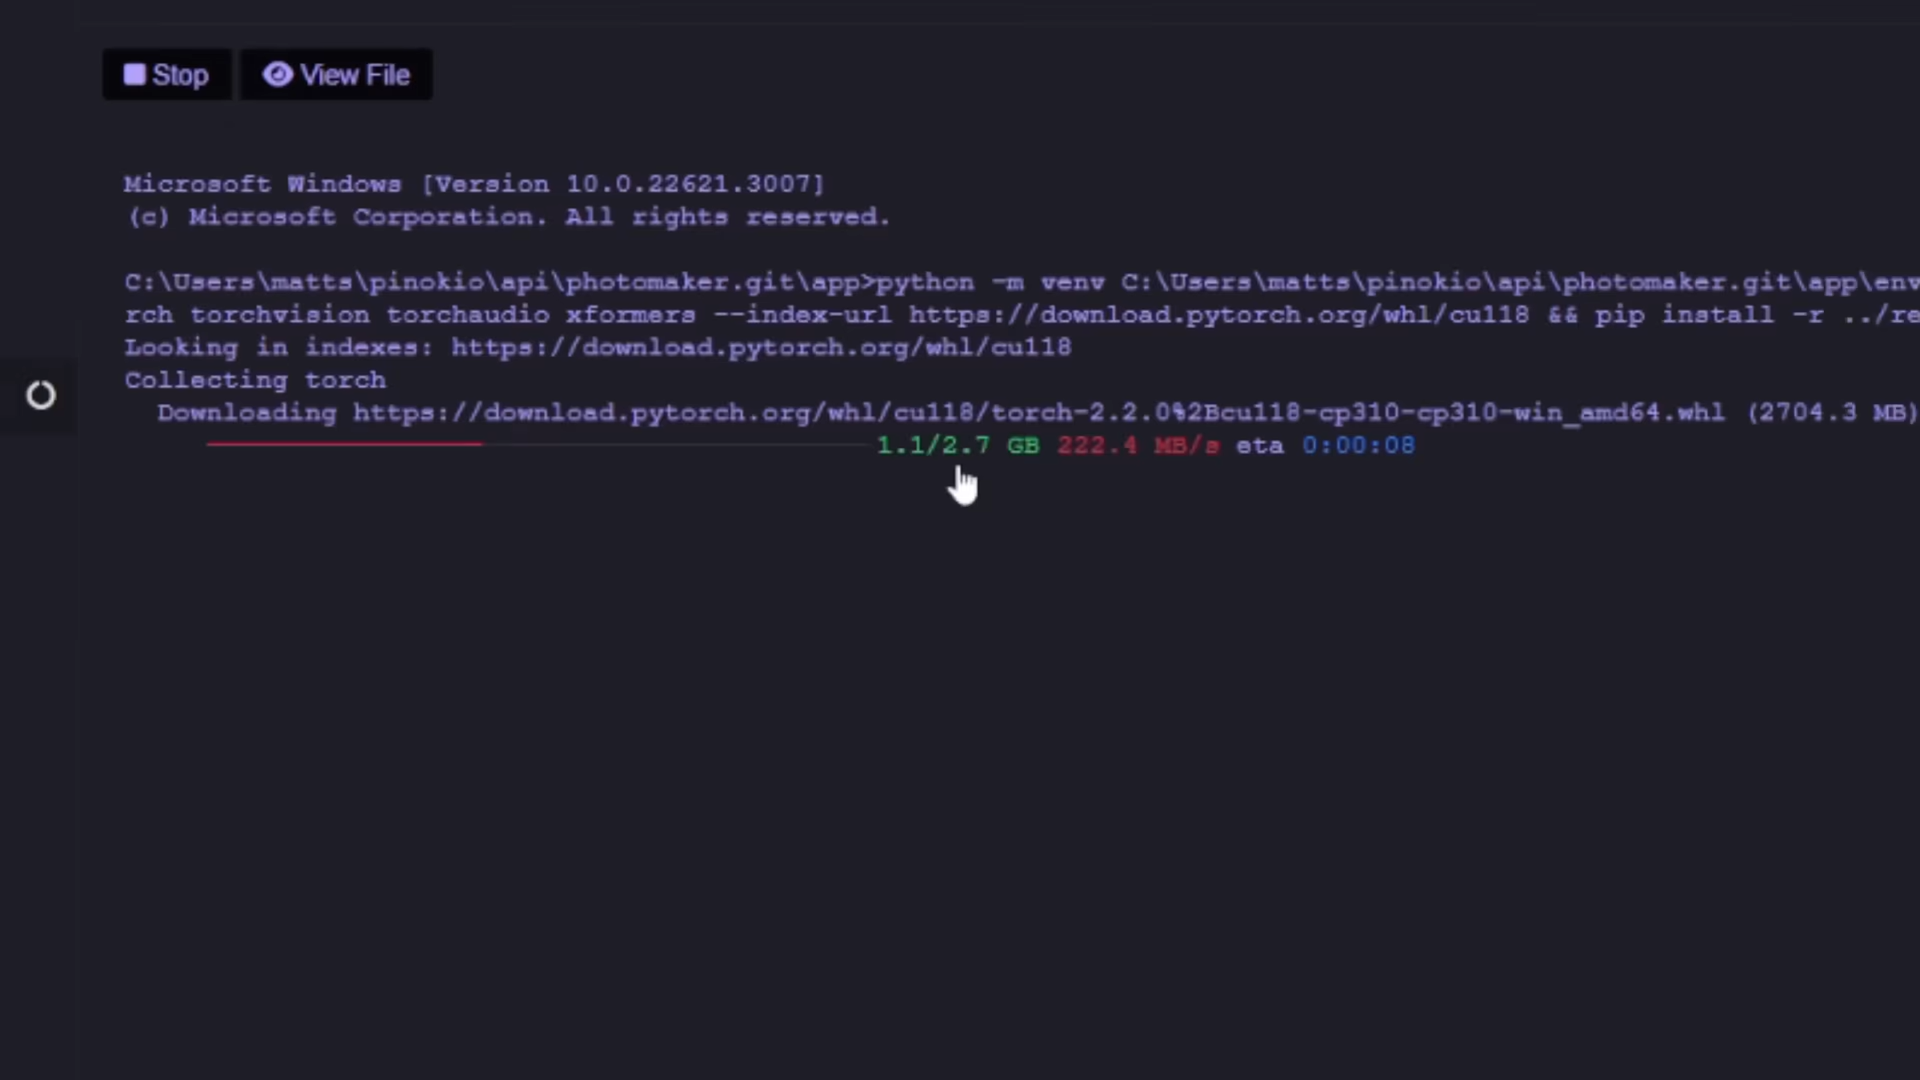 Stop
View File
Microsoft Windows [Version 10.0.22621.3007]
(c) Microsoft Corporation. All rights reserved.
C:\Users\matts\pinokio\api\photomaker.git\app>python -m venv C:\Users\matts\pinokio\api\photomaker.git\app\env
rch torchvision torchaudio xformers --index-url https://download.pytorch.org/whl/cu118 && pip install -r ../re
Looking in indexes: https://download.pytorch.org/whl/cu118
Collecting torch
Downloading https://download.pytorch.org/whl/cu118/torch-2.2.0%2Bcu118-cp310-cp310-win_amd64.whl (2704.3 MB)
1.1/2.7 GB 222.4 MB/s eta 0:00:08